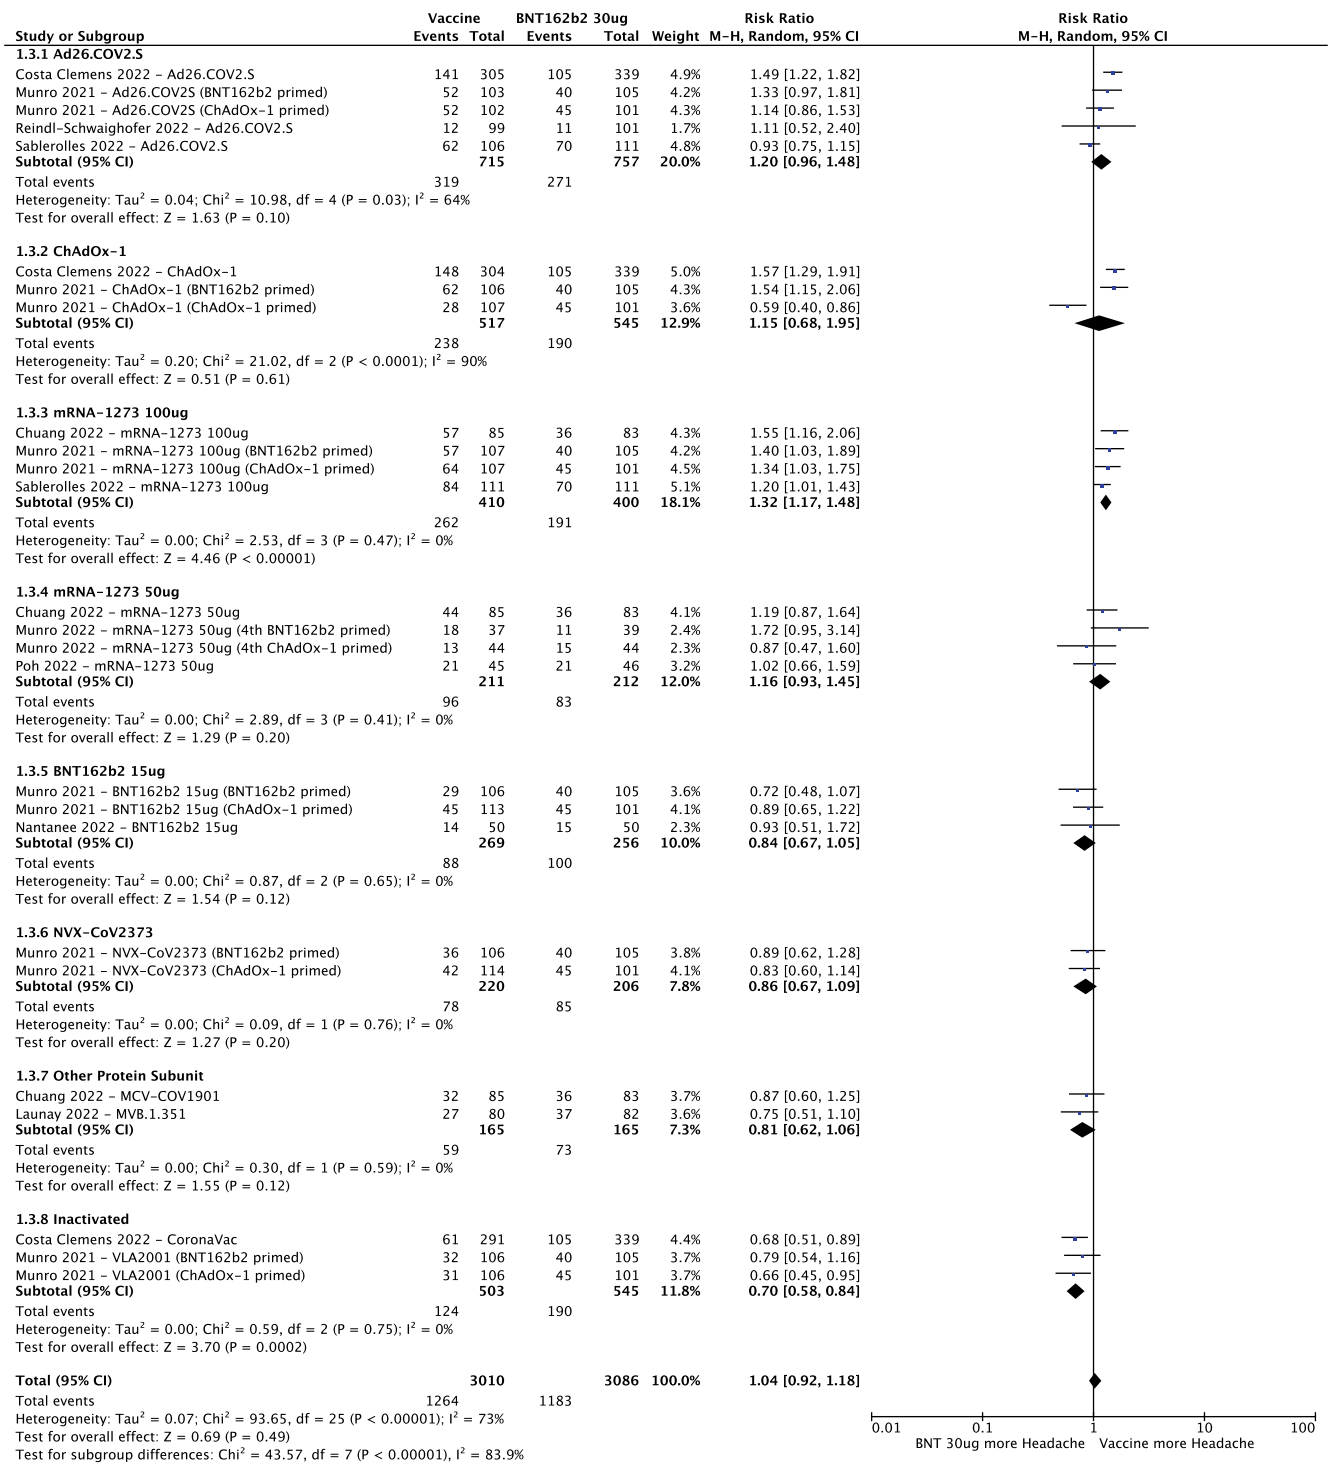 Vaccine BNT162b2 30ug Risk Ratio Risk Ratio
Study or Subgroup Events Total Events Total Weight M-H, Random, 95% CI M-H, Random, 95% CI
1.3.1 Ad26.COV2.S
Costa Clemens 2022 – Ad26.COV2.S 141 305 105 339 4.9% 1.49 [1.22, 1.82]
Munro 2021 – Ad26.COV2S (BNT162b2 primed) 52 103 40 105 4.2% 1.33 [0.97, 1.81]
Munro 2021 – Ad26.COV2S (ChAdOx-1 primed) 52 102 45 101 4.3% 1.14 [0.86, 1.53]
Reindl-Schwaighofer 2022 – Ad26.COV2.S 12 99 11 101 1.7% 1.11 [0.52, 2.40]
Sablerolles 2022 – Ad26.COV2.S 62 106 70 111 4.8% 0.93 [0.75, 1.15]
Subtotal (95% CI) 715 757 20.0% 1.20 [0.96, 1.48]
Total events 319 271
Heterogeneity: Tau² = 0.04; Chi² = 10.98, df = 4 (P = 0.03); I² = 64%
Test for overall effect: Z = 1.63 (P = 0.10)
1.3.2 ChAdOx-1
Costa Clemens 2022 – ChAdOx-1 148 304 105 339 5.0% 1.57 [1.29, 1.91]
Munro 2021 – ChAdOx-1 (BNT162b2 primed) 62 106 40 105 4.3% 1.54 [1.15, 2.06]
Munro 2021 – ChAdOx-1 (ChAdOx-1 primed) 28 107 45 101 3.6% 0.59 [0.40, 0.86]
Subtotal (95% CI) 517 545 12.9% 1.15 [0.68, 1.95]
Total events 238 190
Heterogeneity: Tau² = 0.20; Chi² = 21.02, df = 2 (P < 0.0001); I² = 90%
Test for overall effect: Z = 0.51 (P = 0.61)
1.3.3 mRNA-1273 100ug
Chuang 2022 – mRNA-1273 100ug 57 85 36 83 4.3% 1.55 [1.16, 2.06]
Munro 2021 – mRNA-1273 100ug (BNT162b2 primed) 57 107 40 105 4.2% 1.40 [1.03, 1.89]
Munro 2021 – mRNA-1273 100ug (ChAdOx-1 primed) 64 107 45 101 4.5% 1.34 [1.03, 1.75]
Sablerolles 2022 – mRNA-1273 100ug 84 111 70 111 5.1% 1.20 [1.01, 1.43]
Subtotal (95% CI) 410 400 18.1% 1.32 [1.17, 1.48]
Total events 262 191
Heterogeneity: Tau² = 0.00; Chi² = 2.53, df = 3 (P = 0.47); I² = 0%
Test for overall effect: Z = 4.46 (P < 0.00001)
1.3.4 mRNA-1273 50ug
Chuang 2022 – mRNA-1273 50ug 44 85 36 83 4.1% 1.19 [0.87, 1.64]
Munro 2022 – mRNA-1273 50ug (4th BNT162b2 primed) 18 37 11 39 2.4% 1.72 [0.95, 3.14]
Munro 2022 – mRNA-1273 50ug (4th ChAdOx-1 primed) 13 44 15 44 2.3% 0.87 [0.47, 1.60]
Poh 2022 – mRNA-1273 50ug 21 45 21 46 3.2% 1.02 [0.66, 1.59]
Subtotal (95% CI) 211 212 12.0% 1.16 [0.93, 1.45]
Total events 96 83
Heterogeneity: Tau² = 0.00; Chi² = 2.89, df = 3 (P = 0.41); I² = 0%
Test for overall effect: Z = 1.29 (P = 0.20)
1.3.5 BNT162b2 15ug
Munro 2021 – BNT162b2 15ug (BNT162b2 primed) 29 106 40 105 3.6% 0.72 [0.48, 1.07]
Munro 2021 – BNT162b2 15ug (ChAdOx-1 primed) 45 113 45 101 4.1% 0.89 [0.65, 1.22]
Nantanee 2022 – BNT162b2 15ug 14 50 15 50 2.3% 0.93 [0.51, 1.72]
Subtotal (95% CI) 269 256 10.0% 0.84 [0.67, 1.05]
Total events 88 100
Heterogeneity: Tau² = 0.00; Chi² = 0.87, df = 2 (P = 0.65); I² = 0%
Test for overall effect: Z = 1.54 (P = 0.12)
1.3.6 NVX-CoV2373
Munro 2021 – NVX-CoV2373 (BNT162b2 primed) 36 106 40 105 3.8% 0.89 [0.62, 1.28]
Munro 2021 – NVX-CoV2373 (ChAdOx-1 primed) 42 114 45 101 4.1% 0.83 [0.60, 1.14]
Subtotal (95% CI) 220 206 7.8% 0.86 [0.67, 1.09]
Total events 78 85
Heterogeneity: Tau² = 0.00; Chi² = 0.09, df = 1 (P = 0.76); I² = 0%
Test for overall effect: Z = 1.27 (P = 0.20)
1.3.7 Other Protein Subunit
Chuang 2022 – MCV-COV1901 32 85 36 83 3.7% 0.87 [0.60, 1.25]
Launay 2022 – MVB.1.351 27 80 37 82 3.6% 0.75 [0.51, 1.10]
Subtotal (95% CI) 165 165 7.3% 0.81 [0.62, 1.06]
Total events 59 73
Heterogeneity: Tau² = 0.00; Chi² = 0.30, df = 1 (P = 0.59); I² = 0%
Test for overall effect: Z = 1.55 (P = 0.12)
1.3.8 Inactivated
Costa Clemens 2022 – CoronaVac 61 291 105 339 4.4% 0.68 [0.51, 0.89]
Munro 2021 – VLA2001 (BNT162b2 primed) 32 106 40 105 3.7% 0.79 [0.54, 1.16]
Munro 2021 – VLA2001 (ChAdOx-1 primed) 31 106 45 101 3.7% 0.66 [0.45, 0.95]
Subtotal (95% CI) 503 545 11.8% 0.70 [0.58, 0.84]
Total events 124 190
Heterogeneity: Tau² = 0.00; Chi² = 0.59, df = 2 (P = 0.75); I² = 0%
Test for overall effect: Z = 3.70 (P = 0.0002)
Total (95% CI) 3010 3086 100.0% 1.04 [0.92, 1.18]
Total events 1264 1183
Heterogeneity: Tau² = 0.07; Chi² = 93.65, df = 25 (P < 0.00001); I² = 73%
Test for overall effect: Z = 0.69 (P = 0.49)
Test for subgroup differences: Chi² = 43.57, df = 7 (P < 0.00001), I² = 83.9%
0.01 0.1 1 10 100
BNT 30ug more Headache Vaccine more Headache